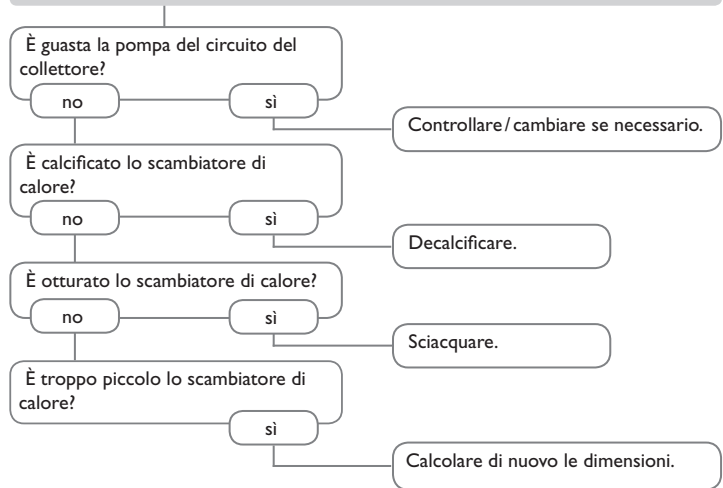 È guasta la pompa del circuito del
collettore?
no
sì
Controllare/cambiare se necessario.
È calcificato lo scambiatore di
calore?
no
sì
Decalcificare.
È otturato lo scambiatore di calore?
no
sì
Sciacquare.
È troppo piccolo lo scambiatore di
calore?
sì
Calcolare di nuovo le dimensioni.